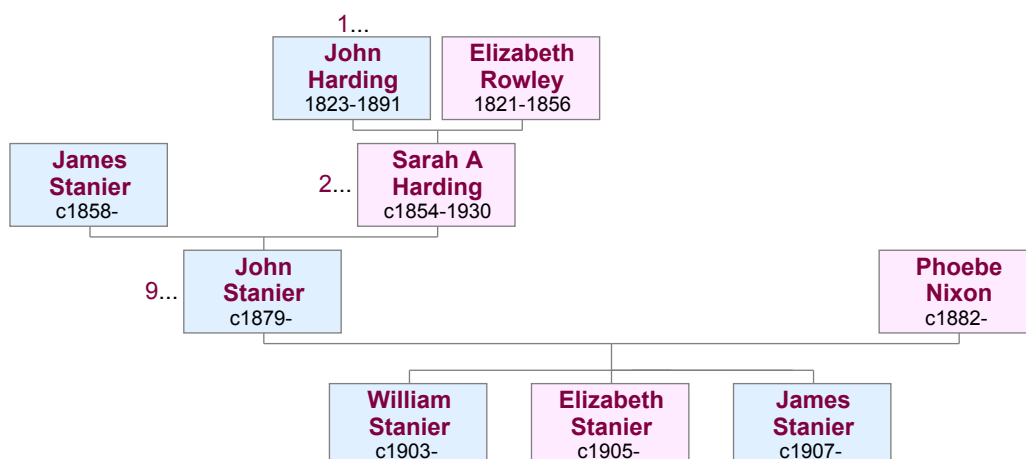 1...
John
Harding
1823-1891
Elizabeth
Rowley
1821-1856
James
Stanier
c1858-
2...
Sarah A
Harding
c1854-1930
9...
John
Stanier
c1879-
Phoebe
Nixon
c1882-
William
Stanier
c1903-
Elizabeth
Stanier
c1905-
James
Stanier
c1907-